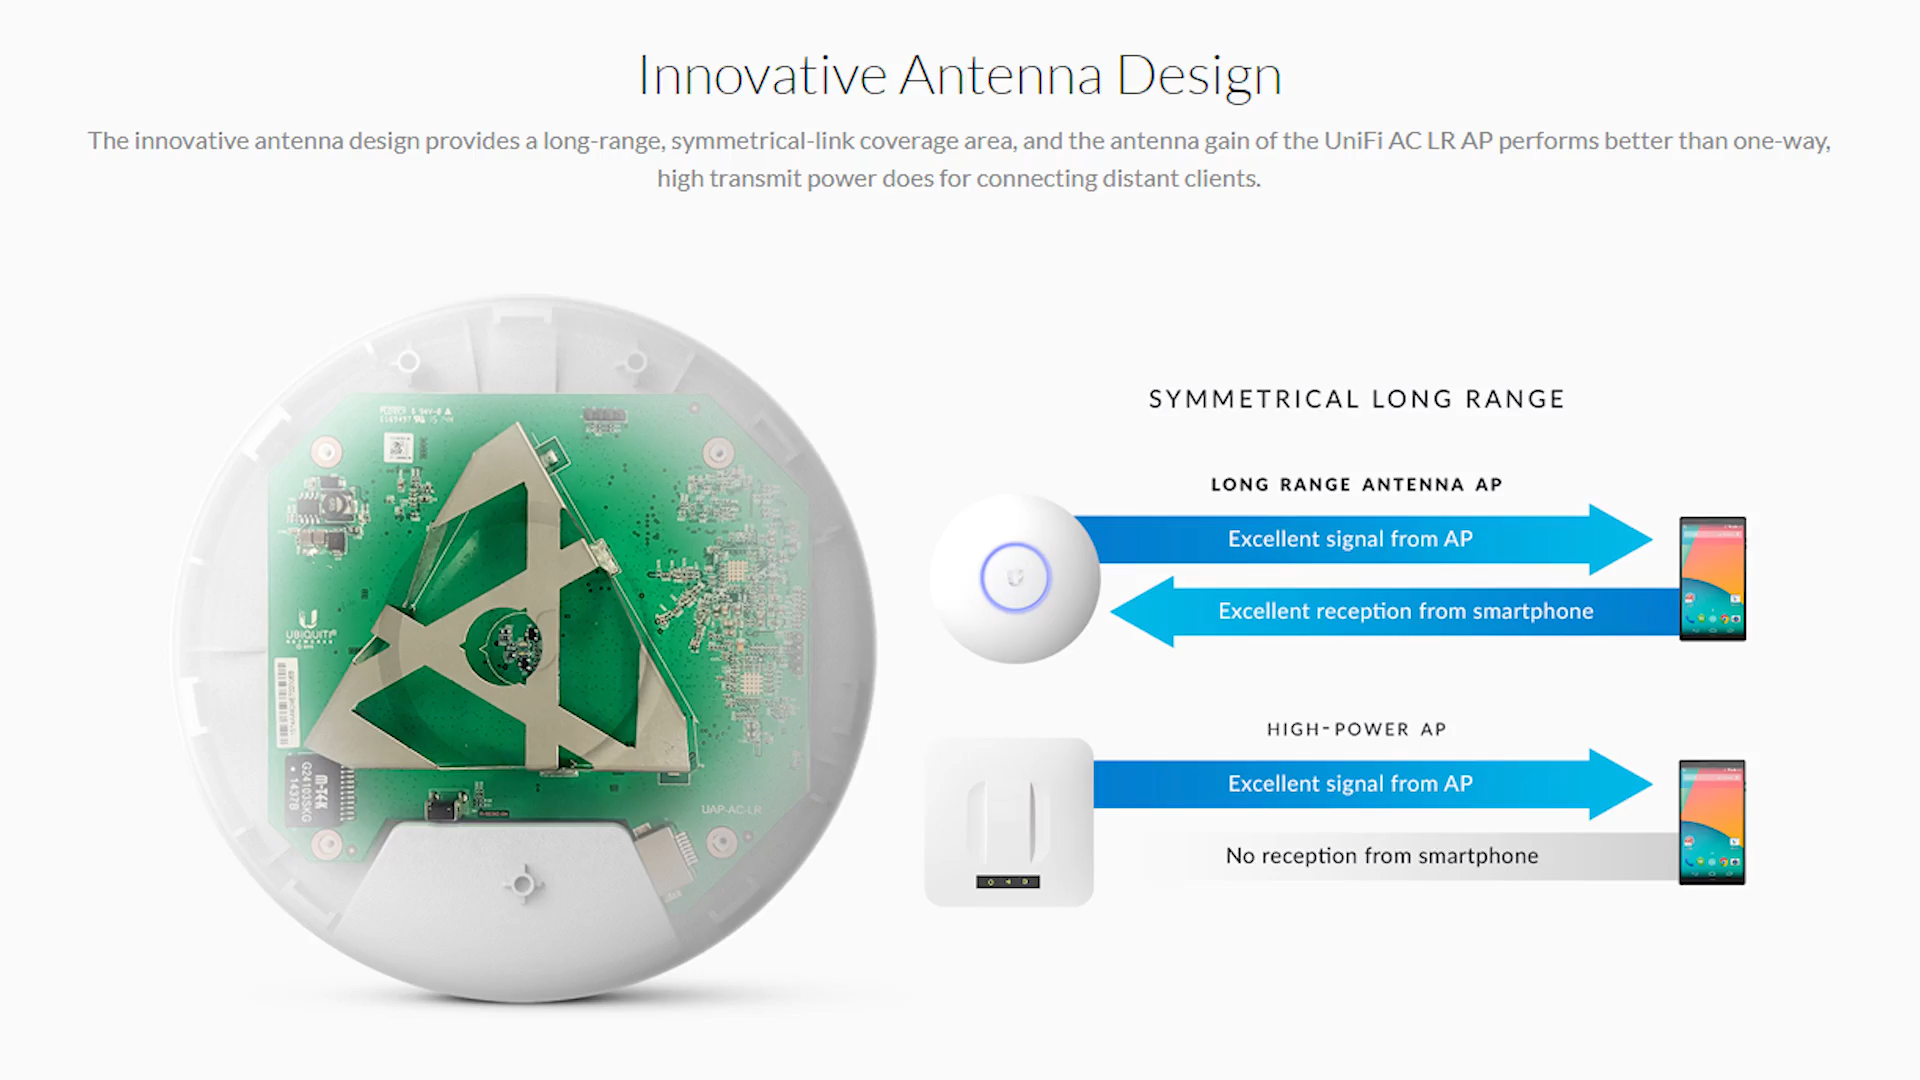 Innovative Antenna Design
The innovative antenna design provides a long-range, symmetrical-link coverage area, and the antenna gain of the UniFi AC LR AP performs better than one-way,
high transmit power does for connecting distant clients.
SYMMETRICAL LONG RANGE
LONG RANGE ANTENNA AP
Excellent signal from AP
Excellent reception from smartphone
HIGH-POWER AP
Excellent signal from AP
No reception from smartphone
UBIQUITI
NETWORKS
UAP-AC-LR
G24103SKG
1437B